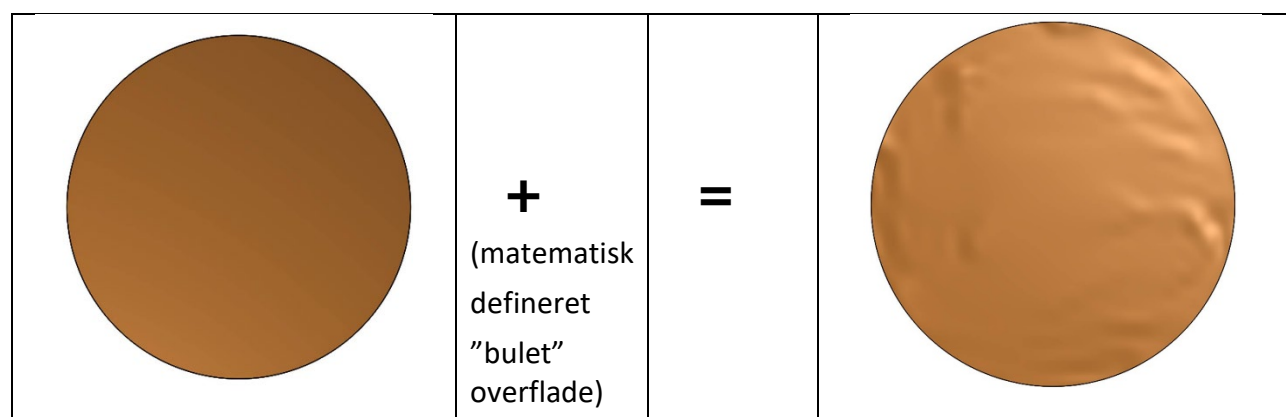 +
(matematisk
defineret
”bulet”
overflade)
=